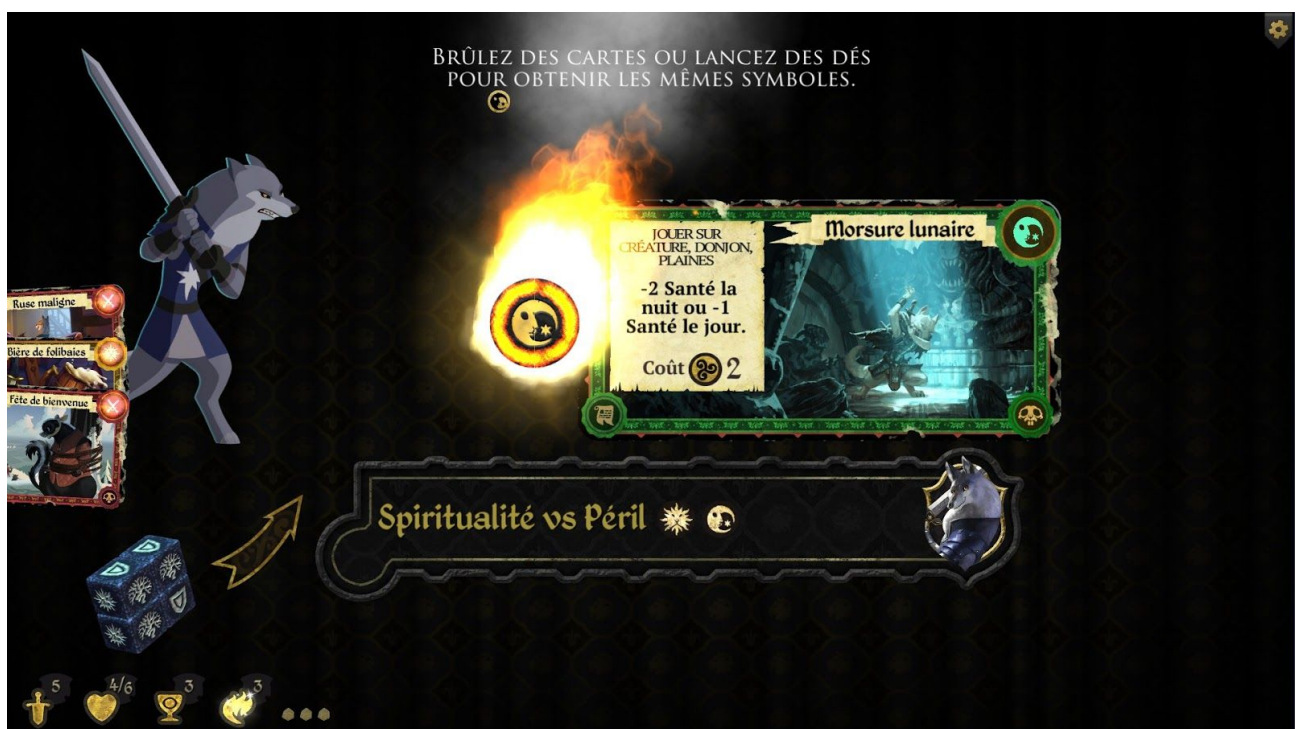 BRÛLEZ DES CARTES OU LANCEZ DES DÉS
POUR OBTENIR LES MÊMES SYMBOLES.
JOUER SUR
CRÉATURE, DONJON,
PLAINES
-2 Santé la
nuit ou -1
Santé le jour.
Coût 2
Morsure lunaire
Ruse maligne
Bière de folibaies
Fête de bienvenue
Spiritualité vs Péril
5
4/6
3
3